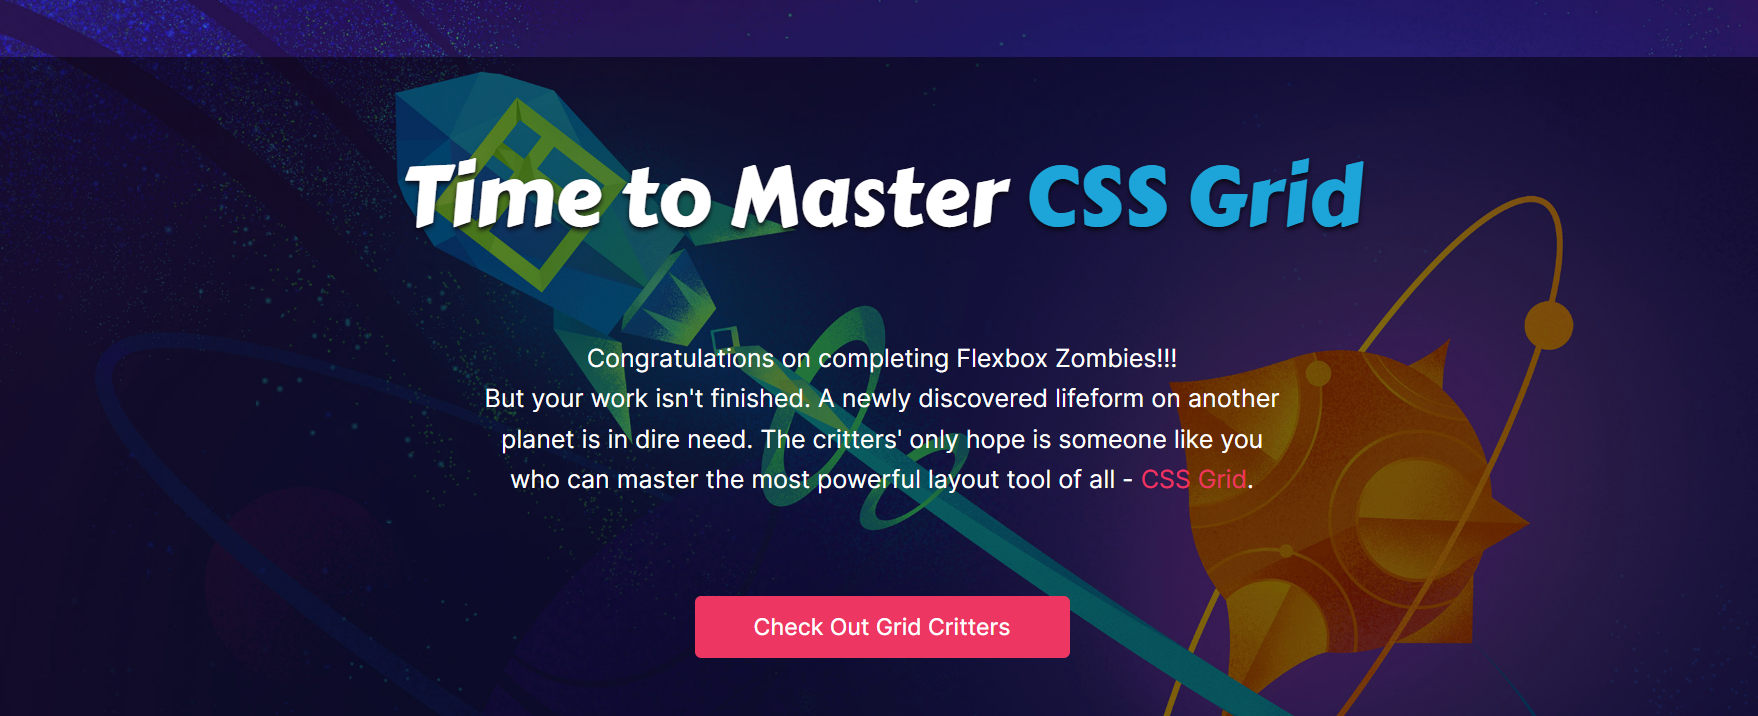 Time to Master CSS Grid
Congratulations on completing Flexbox Zombies!!!
But your work isn't finished. A newly discovered lifeform on another
planet is in dire need. The critters' only hope is someone like you
who can master the most powerful layout tool of all - CSS Grid.
Check Out Grid Critters